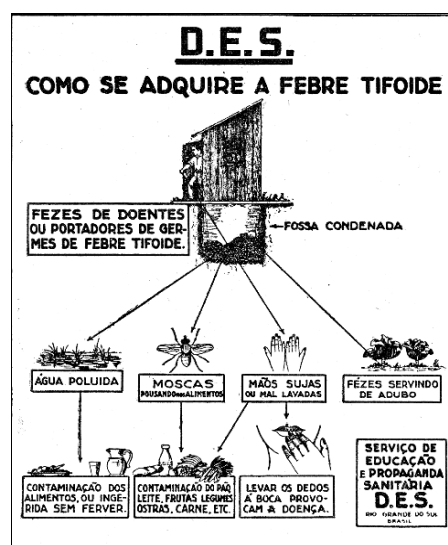 D.E.S.
COMO SE ADQUIRE A FEBRE TIFOIDE
FEZES DE DOENTES
OU PORTADORES DE GER-
MES DE FEBRE TIFOIDE.
FOSSA CONDENADA
ÁGUA POLUIDA
MOSCAS
POUSANDO NOS ALIMENTOS
MÃOS SUJAS
OU MAL LAVADAS
FÉZES SERVINDO
DE ADUBO
CONTAMINAÇÃO DOS
ALIMENTOS, OU INGÉ-
RIDA SEM FERVER.
CONTAMINAÇÃO DO PÃO,
LEITE, FRUTAS LEGUMES
OSTRAS, CARNE, ETC.
LEVAR OS DEDOS
Á BOCA PROVO-
CAM A DOENÇA.
SERVIÇO DE
EDUCAÇÃO
E PROPAGANDA
SANITÁRIA
D.E.S.
RIO GRANDE DO SUL
BRASIL